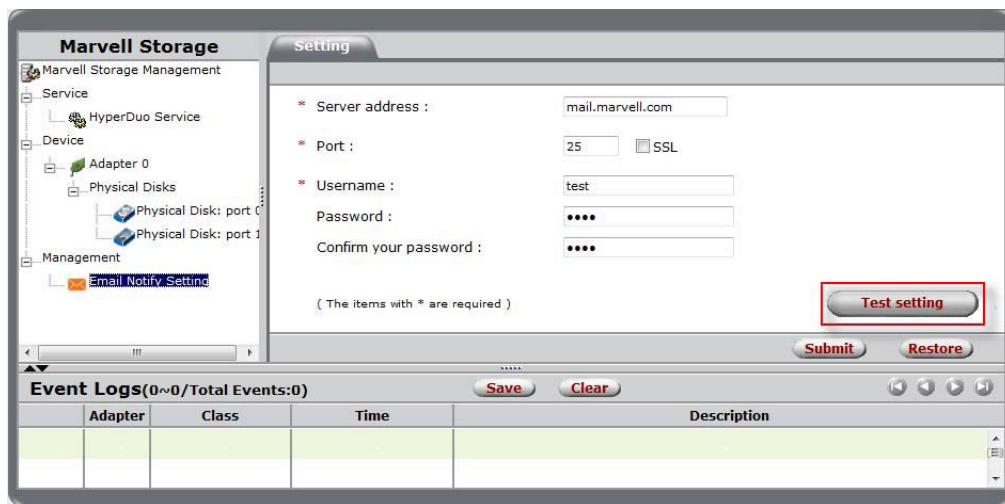 Marvell Storage
Marvell Storage Management
Service
HyperDuo Service
Device
Adapter 0
Physical Disks
Physical Disk: port 0
Physical Disk: port 1
Management
Email Notify Setting
Setting
* Server address : mail.marvell.com
* Port : 25 SSL
* Username : test
Password : ••••
Confirm your password : ••••
( The items with * are required )
Test setting
Submit Restore
Event Logs(0~0/Total Events:0) Save Clear
Adapter Class Time Description